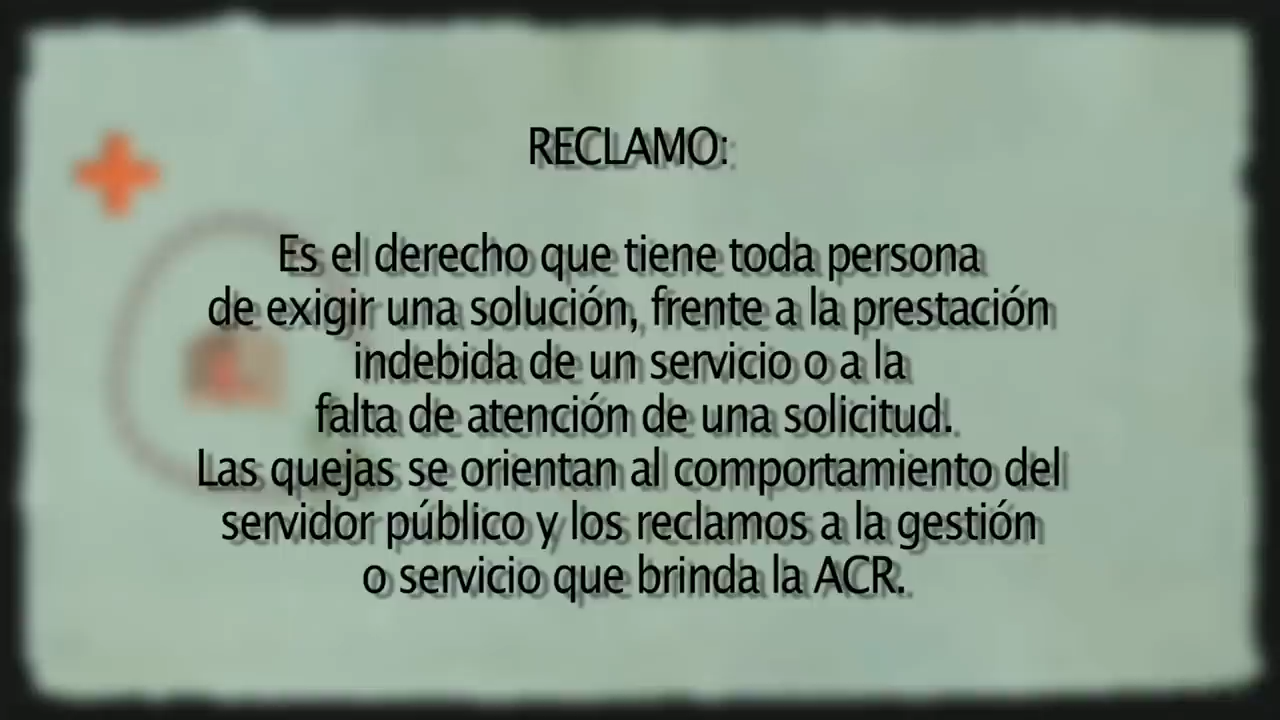 RECLAMO:
Es el derecho que tiene toda persona
de exigir una solución, frente a la prestación
indebida de un servicio o a la
falta de atención de una solicitud.
Las quejas se orientan al comportamiento del
servidor público y los reclamos a la gestión
o servicio que brinda la ACR.